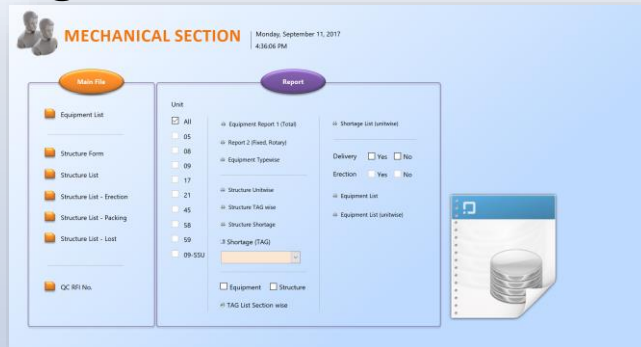 MECHANICAL SECTION
Monday, September 11, 2017
4:36:06 PM
Main File
Equipment List
Structure Form
Structure List
Structure List - Erection
Structure List - Packing
Structure List - Lost
QC RFI No.
Report
Unit
All
05
08
09
17
21
45
58
59
09-SSU
Equipment Report 1 (Total)
Report 2 (Fixed, Rotary)
Equipment Typewise
Structure Unitwise
Structure TAG wise
Structure Shortage
Shortage (TAG)
Equipment Structure
TAG List Section wise
Shortage List (unitwise)
Delivery Yes No
Erection Yes No
Equipment List
Equipment List (unitwise)